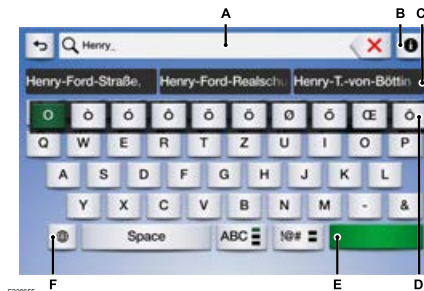 A B C
Henry_
Henry-Ford-Straße, Henry-Ford-Realschu Henry-T.-von-Böttin
O ò ó ô õ ö Ø ő Œ ō
Q W E R T Z U I O P
A S D F G H J K L
Y X C V B N M - &
Space ABC !@#
F E D